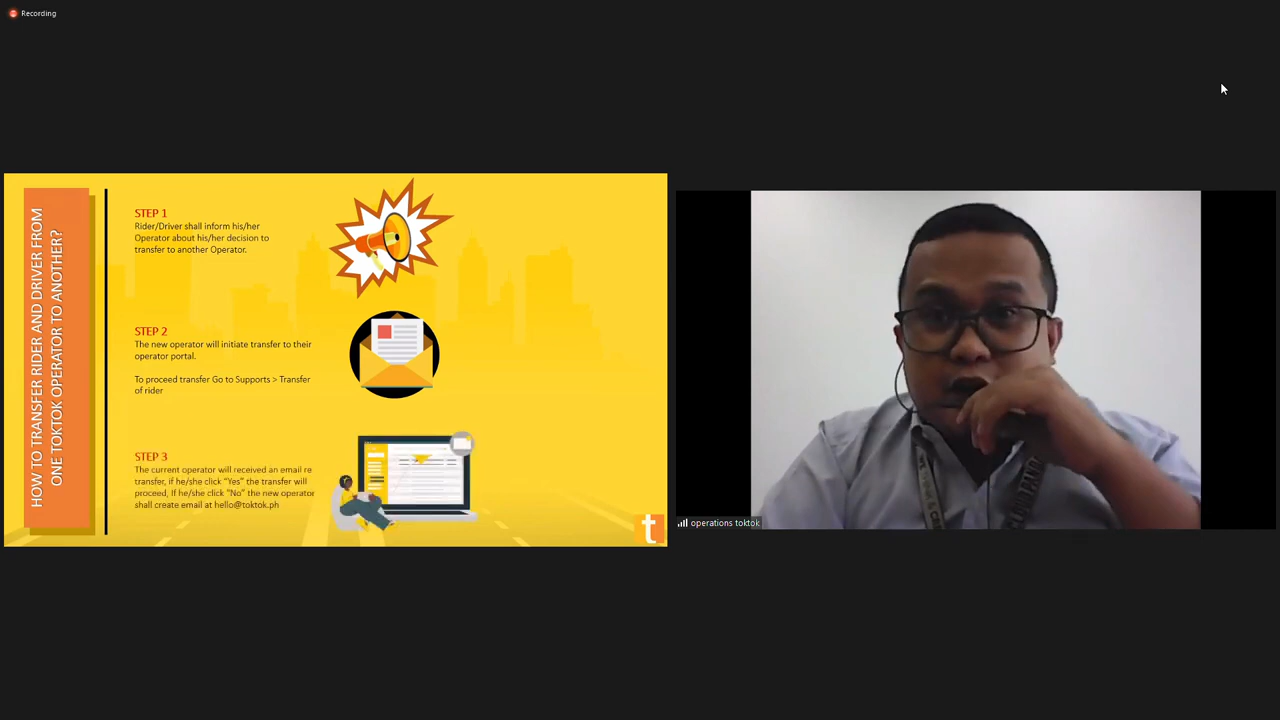 Recording
HOW TO TRANSFER RIDER AND DRIVER FROM
ONE TOKTOK OPERATOR TO ANOTHER?
STEP 1
Rider/Driver shall inform his/her
Operator about his/her decision to
transfer to another Operator.
STEP 2
The new operator will initiate transfer to their
operator portal.
To proceed transfer Go to Supports > Transfer
of rider
STEP 3
The current operator will received an email re
transfer, if he/she click “Yes” the transfer will
proceed, If he/she click “No” the new operator
shall create email at hello@toktok.ph
t
operations toktok